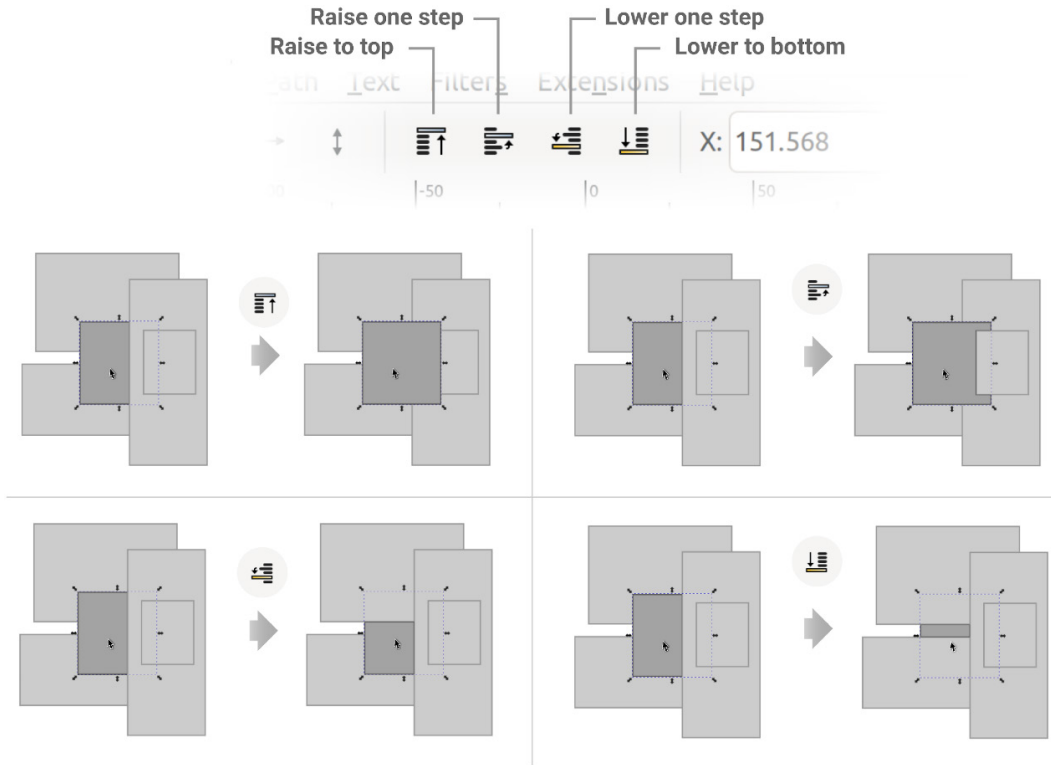 Raise one step
Lower one step
Raise to top
Lower to bottom
Text Filters Extensions Help
X: 151.568
-50 0 50